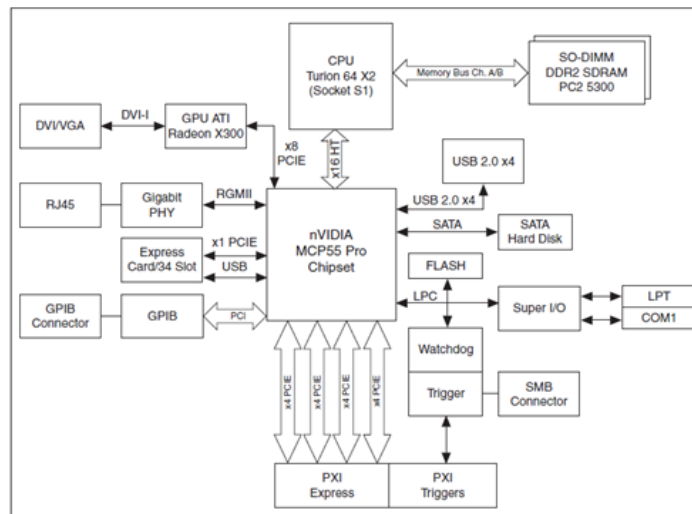 CPU
Turion 64 X2
(Socket S1)
Memory Bus Ch. A/B
SO-DIMM
DDR2 SDRAM
PC2 5300
DVI/VGA
DVI-I
GPU ATI
Radeon X300
x8
PCIE
x16 HT
USB 2.0 x4
RJ45
Gigabit
PHY
RGMII
nVIDIA
MCP55 Pro
Chipset
USB 2.0 x4
SATA
SATA
Hard Disk
Express
Card/34 Slot
x1 PCIE
USB
FLASH
LPC
Super I/O
LPT
COM1
GPIB
Connector
GPIB
PCI
Watchdog
Trigger
SMB
Connector
x4 PCIE
x4 PCIE
x4 PCIE
x4 PCIE
PXI
Express
PXI
Triggers